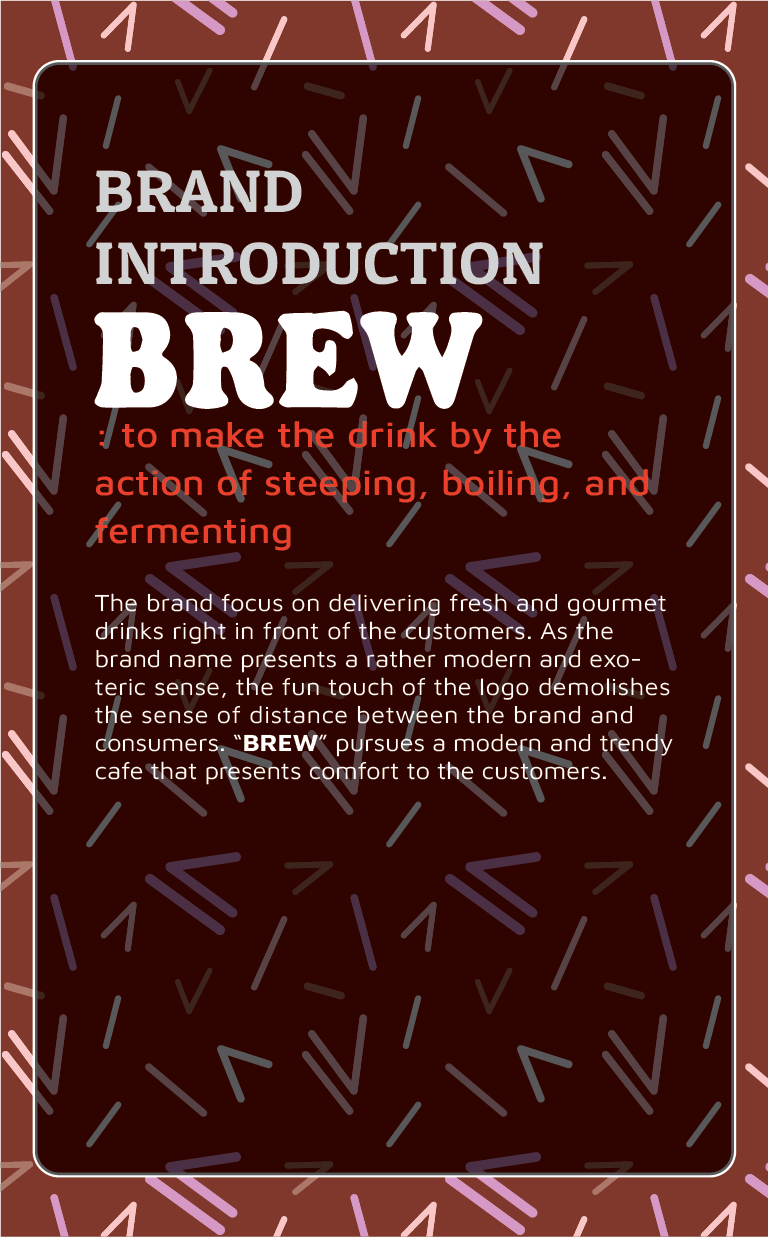 BRAND
INTRODUCTION
BREW
: to make the drink by the
action of steeping, boiling, and
fermenting
The brand focus on delivering fresh and gourmet
drinks right in front of the customers. As the
brand name presents a rather modern and exo-
teric sense, the fun touch of the logo demolishes
the sense of distance between the brand and
consumers. “BREW” pursues a modern and trendy
cafe that presents comfort to the customers.